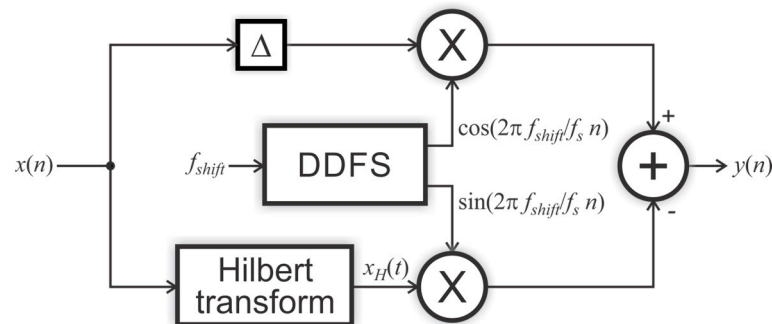 Δ
X
cos(2π f_shift/f_s n)
+
x(n)
f_shift
DDFS
+
y(n)
sin(2π f_shift/f_s n)
-
Hilbert
transform
x_H(t)
X